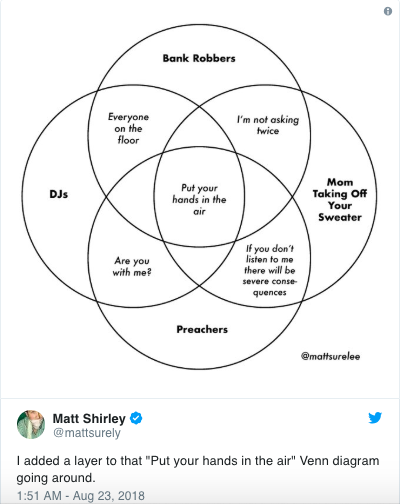 Bank Robbers
Everyone
on the
floor
I'm not asking
twice
DJs
Put your
hands in the
air
Mom
Taking Off
Your
Sweater
Are you
with me?
If you don't
listen to me
there will be
severe conse-
quences
Preachers
@mattsurelee
Matt Shirley
@mattsurely
I added a layer to that "Put your hands in the air" Venn diagram
going around.
1:51 AM - Aug 23, 2018